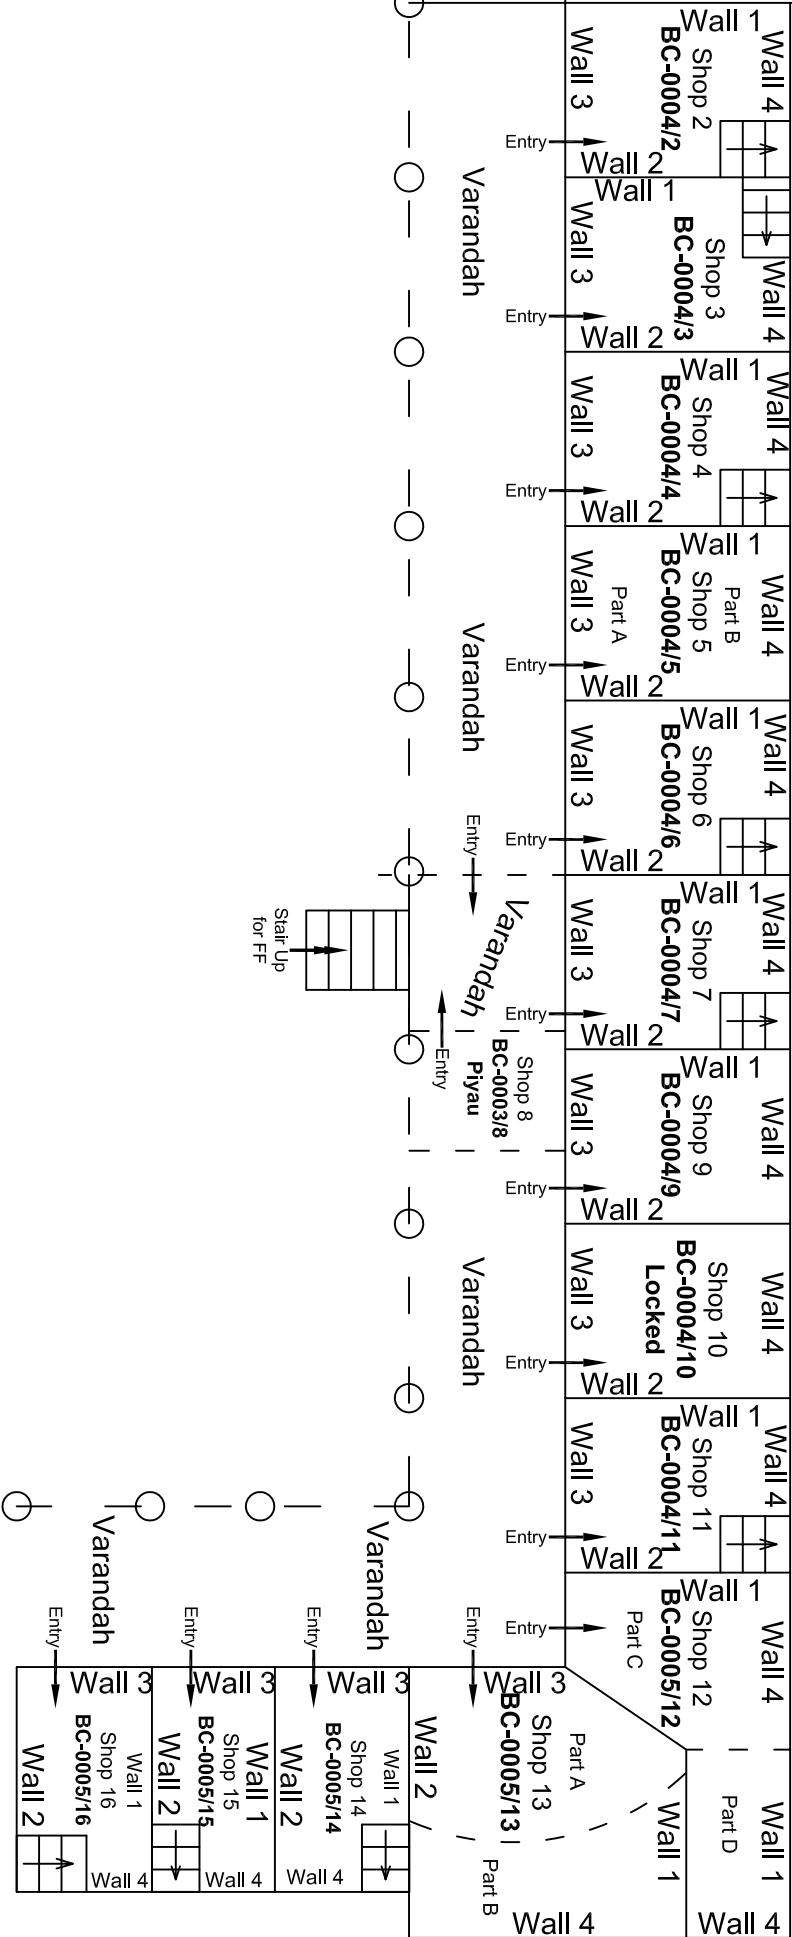 Wall 1
Wall 4
Shop 2
BC-0004/2
Wall 3
Entry
Wall 2
Varandah
Wall 1
Shop 3
BC-0004/3
Wall 3
Wall 4
Entry
Wall 2
Wall 1
Wall 4
Shop 4
BC-0004/4
Wall 3
Entry
Wall 2
Wall 1
Wall 4
Part B
Shop 5
BC-0004/5
Part A
Wall 3
Entry
Wall 2
Varandah
Wall 1
Wall 4
Shop 6
BC-0004/6
Wall 3
Entry
Wall 2
Entry
Varandah
Stair Up
for FF
Wall 1
Wall 4
Shop 7
BC-0004/7
Wall 3
Entry
Wall 2
Entry
Shop 8
BC-0003/8
Piyau
Wall 1
Wall 4
Shop 9
BC-0004/9
Wall 3
Entry
Wall 2
Varandah
Wall 4
Shop 10
BC-0004/10
Locked
Wall 3
Entry
Wall 2
Wall 1
Wall 4
Shop 11
BC-0004/11
Wall 3
Entry
Wall 2
Varandah
Varandah
Wall 1
Wall 4
Shop 12
BC-0005/12
Part C
Entry
Part D
Wall 1
Wall 4
Entry
Wall 3
Part A
Shop 13
BC-0005/13
Wall 2
Wall 1
Part B
Wall 4
Entry
Wall 3
Wall 1
Shop 14
BC-0005/14
Wall 2
Wall 4
Entry
Wall 3
Wall 1
Shop 15
BC-0005/15
Wall 2
Wall 4
Entry
Wall 3
Wall 1
Shop 16
BC-0005/16
Wall 2
Wall 4